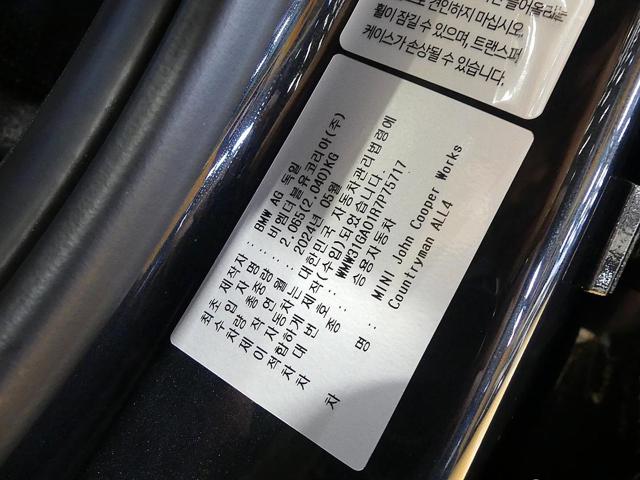 로 견인하지 마십시오.
휠이 잠길 수 있으며, 트랜스퍼
케이스가 손상될 수 있습니다.
최초 제작자 : BMW AG 독일
수입자명 : 비엠더블유코리아(주)
차량총중량 : 2.065(2.040)KG
제작연월 : 2024년 05월
이 자동차는 대한민국 자동차관리법령에
적합하게 제작(수입)되었습니다.
차대번호 : WMW31GA01R7P75717
차 종 : 승용자동차
차 명 : MINI John Cooper Works
Countryman ALL4